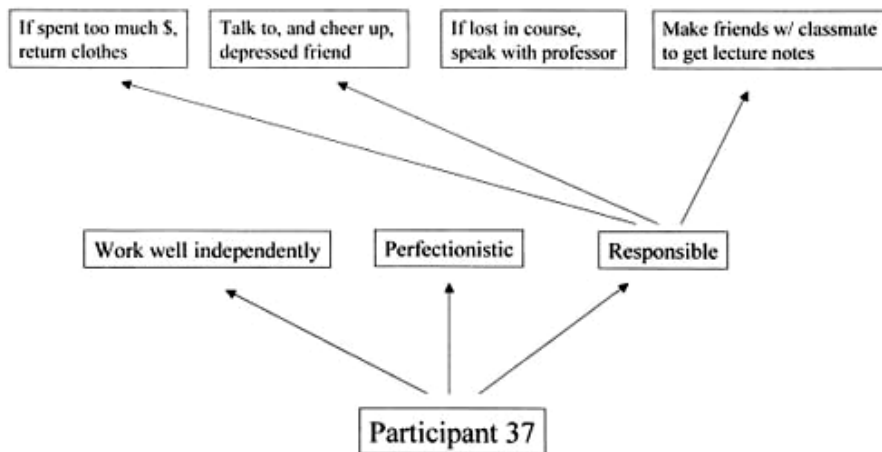 If spent too much $,
return clothes
Talk to, and cheer up,
depressed friend
If lost in course,
speak with professor
Make friends w/ classmate
to get lecture notes
Work well independently
Perfectionistic
Responsible
Participant 37